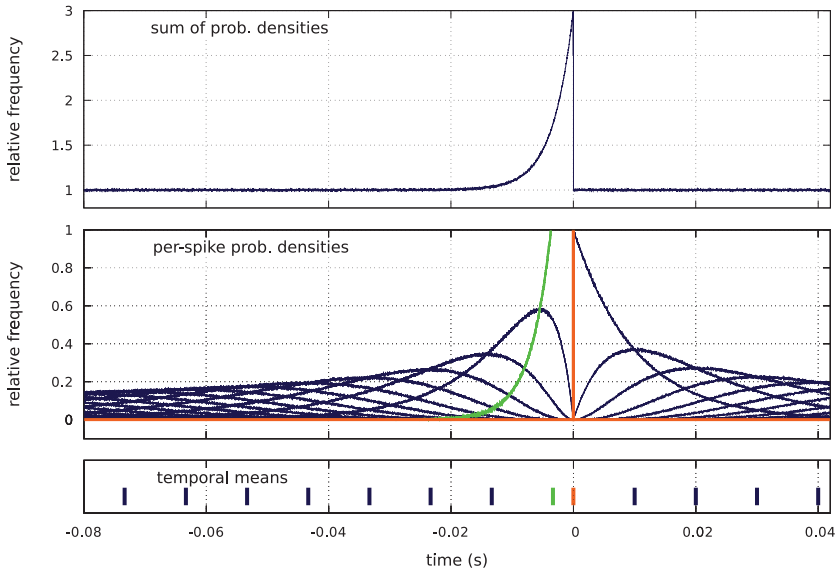 3
sum of prob. densities
2.5
relative frequency
2
1.5
1
1
per-spike prob. densities
0.8
relative frequency
0.6
0.4
0.2
0
temporal means
-0.08 -0.06 -0.04 -0.02 0 0.02 0.04
time (s)